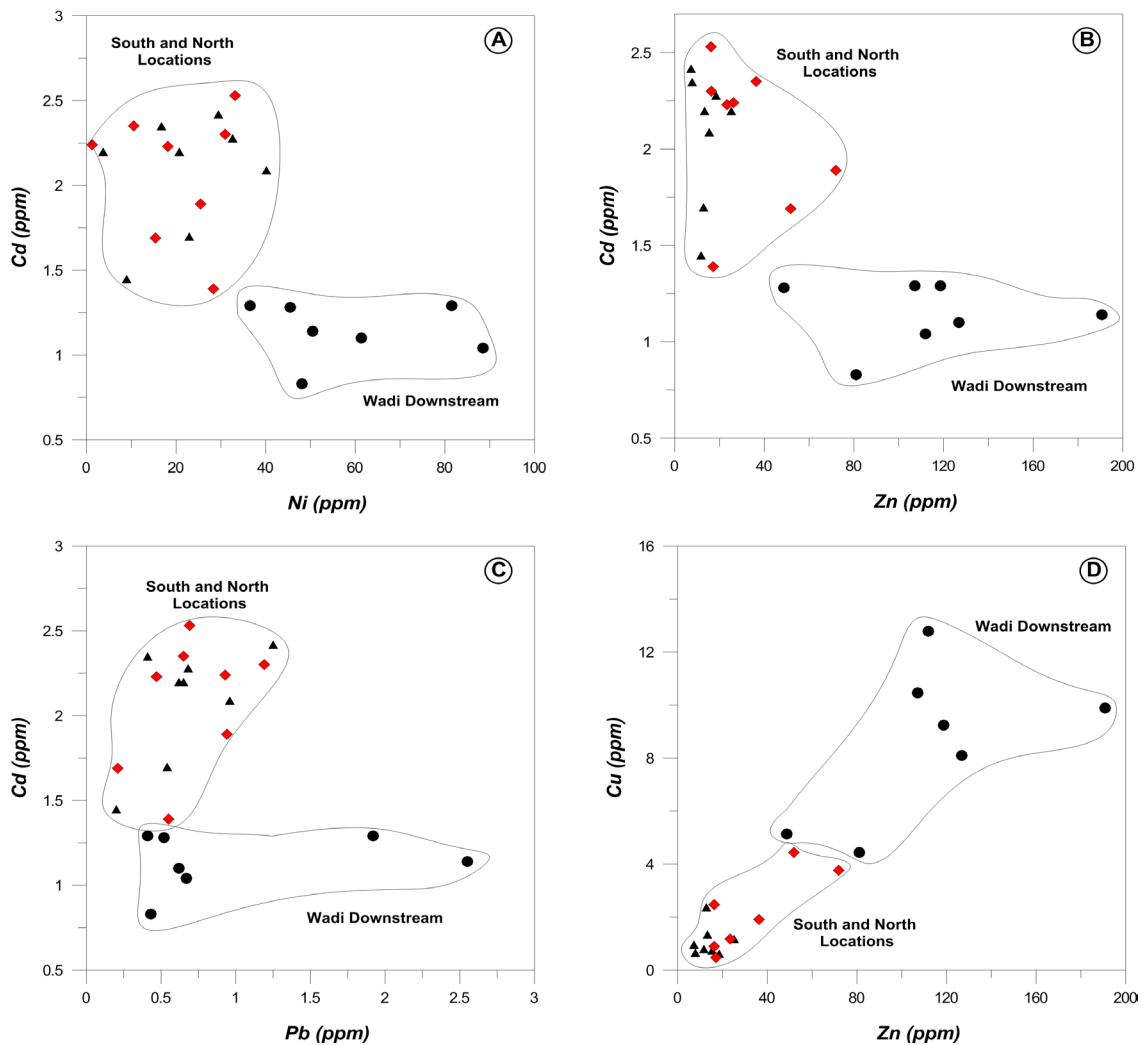 A
South and North
Locations
Wadi Downstream
3
2.5
2
1.5
1
0.5
Cd (ppm)
0
20
40
60
80
100
Ni (ppm)
B
South and North
Locations
Wadi Downstream
2.5
2
1.5
1
0.5
Cd (ppm)
0
40
80
120
160
200
Zn (ppm)
C
South and North
Locations
Wadi Downstream
3
2.5
2
1.5
1
0.5
Cd (ppm)
0
0.5
1
1.5
2
2.5
3
Pb (ppm)
D
Wadi Downstream
South and North
Locations
16
12
8
4
0
Cu (ppm)
0
40
80
120
160
200
Zn (ppm)